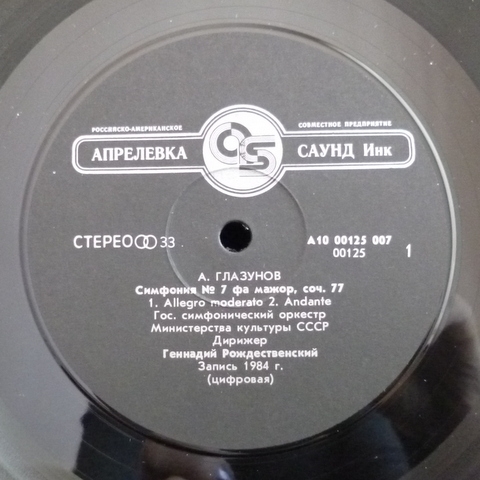 РОССИЙСКО-АМЕРИКАНСКОЕ СОВМЕСТНОЕ ПРЕДПРИЯТИЕ
АПРЕЛЕВКА САУНД Инк
СТЕРЕО 33 А10 00125 007
00125 1
А. ГЛАЗУНОВ
Симфония № 7 фа мажор, соч. 77
1. Allegro moderato 2. Andante
Гос. симфонический оркестр
Министерства культуры СССР
Дирижер
Геннадий Рождественский
Запись 1984 г.
(цифровая)